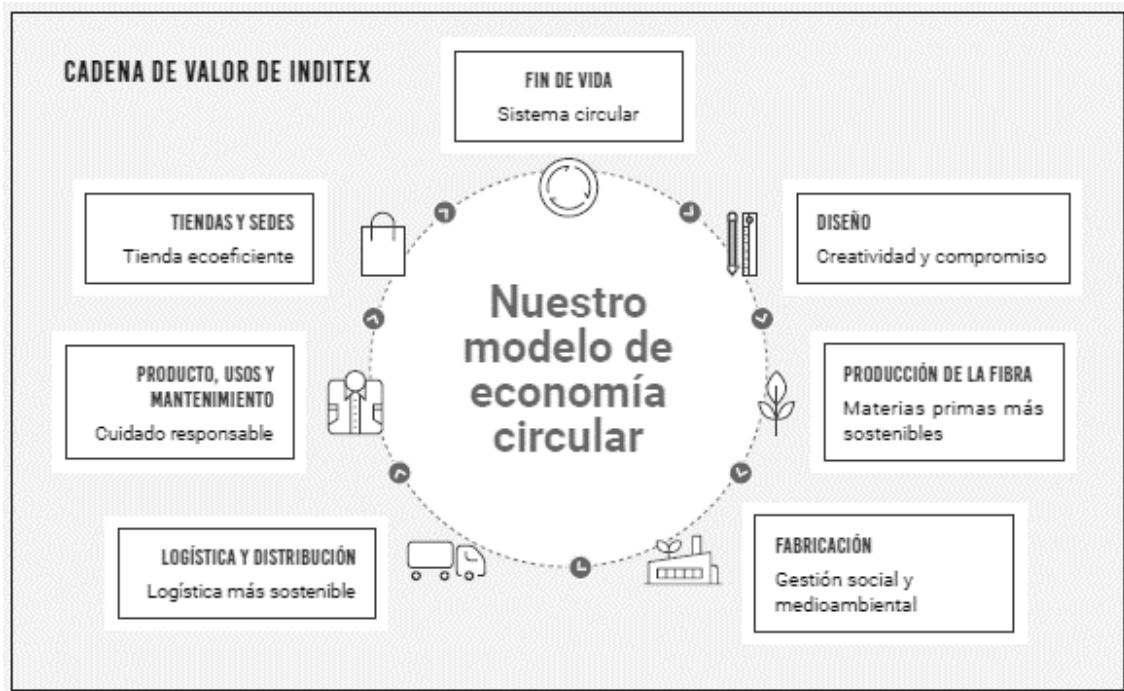 CADENA DE VALOR DE INDITEX
FIN DE VIDA
Sistema circular
DISEÑO
Creatividad y compromiso
PRODUCCIÓN DE LA FIBRA
Materias primas más
sostenibles
FABRICACIÓN
Gestión social y
medioambiental
LOGÍSTICA Y DISTRIBUCIÓN
Logística más sostenible
PRODUCTO, USOS Y
MANTENIMIENTO
Cuidado responsable
TIENDAS Y SEDES
Tienda ecoeficiente
Nuestro
modelo de
economía
circular